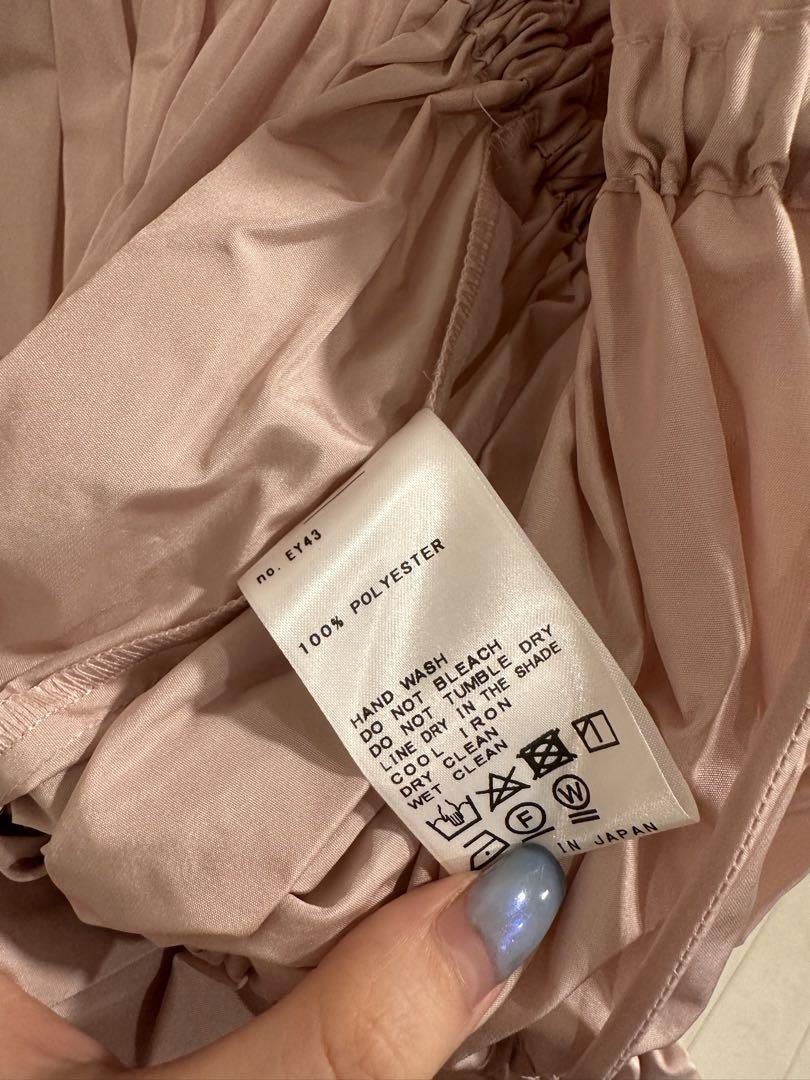 no. EY43
100% POLYESTER
HAND WASH
DO NOT BLEACH
DO NOT TUMBLE DRY
LINE DRY IN THE SHADE
COOL IRON
DRY CLEAN
WET CLEAN
F
W
IN JAPAN